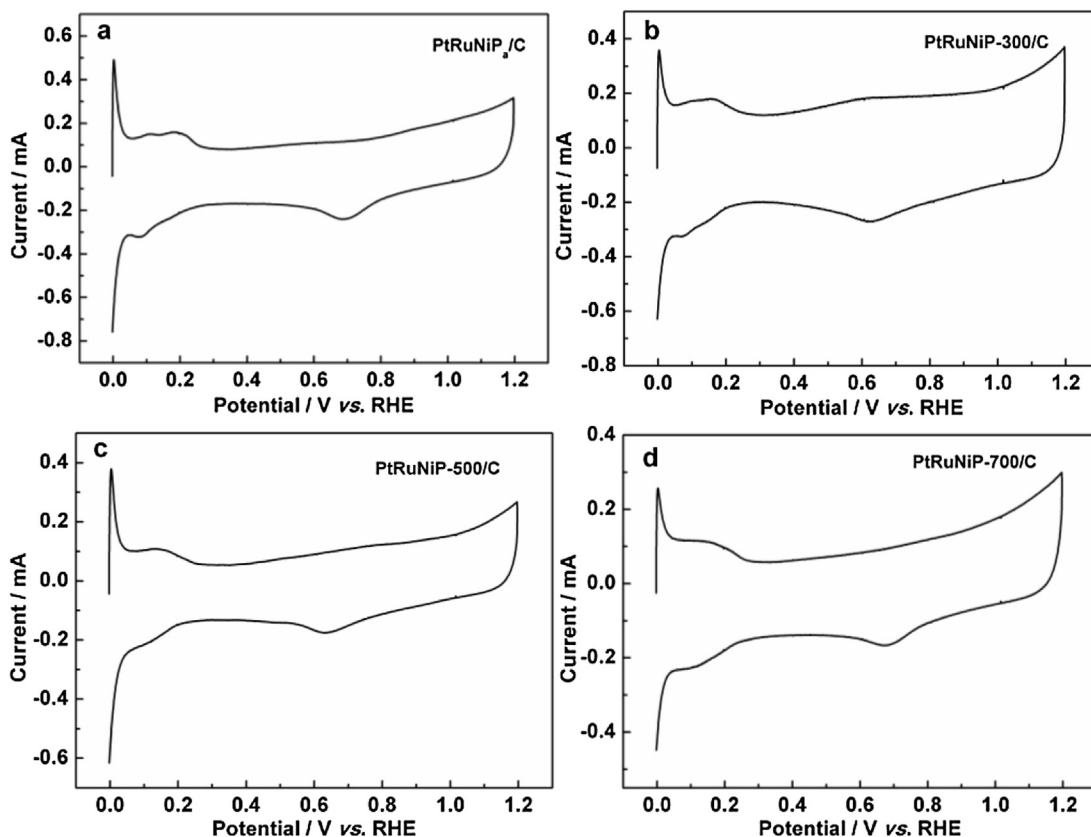 a
PtRuNiPa/C
Current / mA
0.6
0.4
0.2
0.0
-0.2
-0.4
-0.6
-0.8
0.0 0.2 0.4 0.6 0.8 1.0 1.2
Potential / V vs. RHE
b
PtRuNiP-300/C
Current / mA
0.4
0.2
0.0
-0.2
-0.4
-0.6
-0.8
0.0 0.2 0.4 0.6 0.8 1.0 1.2
Potential / V vs. RHE
c
PtRuNiP-500/C
Current / mA
0.4
0.2
0.0
-0.2
-0.4
-0.6
0.0 0.2 0.4 0.6 0.8 1.0 1.2
Potential / V vs. RHE
d
PtRuNiP-700/C
Current / mA
0.4
0.2
0.0
-0.2
-0.4
0.0 0.2 0.4 0.6 0.8 1.0 1.2
Potential / V vs. RHE